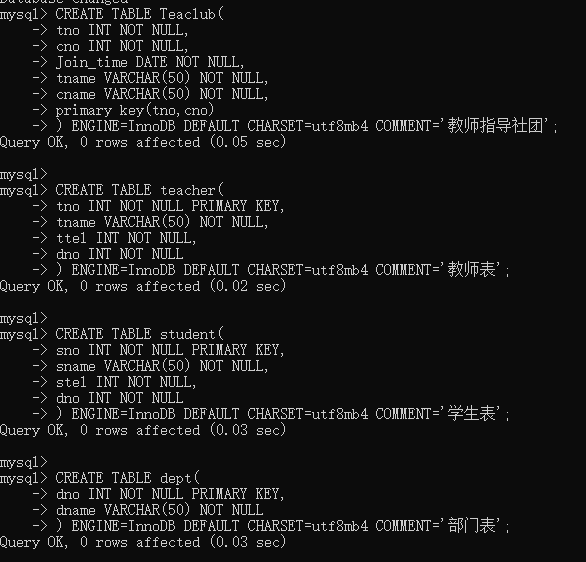 Database changed
mysql> CREATE TABLE Teaclub(
    -> tno INT NOT NULL,
    -> cno INT NOT NULL,
    -> Join_time DATE NOT NULL,
    -> tname VARCHAR(50) NOT NULL,
    -> cname VARCHAR(50) NOT NULL,
    -> primary key(tno,cno)
    -> ) ENGINE=InnoDB DEFAULT CHARSET=utf8mb4 COMMENT='教师指导社团';
Query OK, 0 rows affected (0.05 sec)
mysql>
mysql> CREATE TABLE teacher(
    -> tno INT NOT NULL PRIMARY KEY,
    -> tname VARCHAR(50) NOT NULL,
    -> ttel INT NOT NULL,
    -> dno INT NOT NULL
    -> ) ENGINE=InnoDB DEFAULT CHARSET=utf8mb4 COMMENT='教师表';
Query OK, 0 rows affected (0.02 sec)
mysql>
mysql> CREATE TABLE student(
    -> sno INT NOT NULL PRIMARY KEY,
    -> sname VARCHAR(50) NOT NULL,
    -> stel INT NOT NULL,
    -> dno INT NOT NULL
    -> ) ENGINE=InnoDB DEFAULT CHARSET=utf8mb4 COMMENT='学生表';
Query OK, 0 rows affected (0.03 sec)
mysql>
mysql> CREATE TABLE dept(
    -> dno INT NOT NULL PRIMARY KEY,
    -> dname VARCHAR(50) NOT NULL
    -> ) ENGINE=InnoDB DEFAULT CHARSET=utf8mb4 COMMENT='部门表';
Query OK, 0 rows affected (0.03 sec)